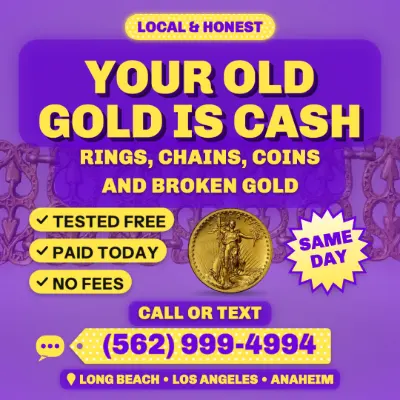 LOCAL & HONEST
YOUR OLD
GOLD IS CASH
RINGS, CHAINS, COINS
AND BROKEN GOLD
TESTED FREE
PAID TODAY
NO FEES
SAME
DAY
CALL OR TEXT
(562) 999-4994
LONG BEACH • LOS ANGELES • ANAHEIM